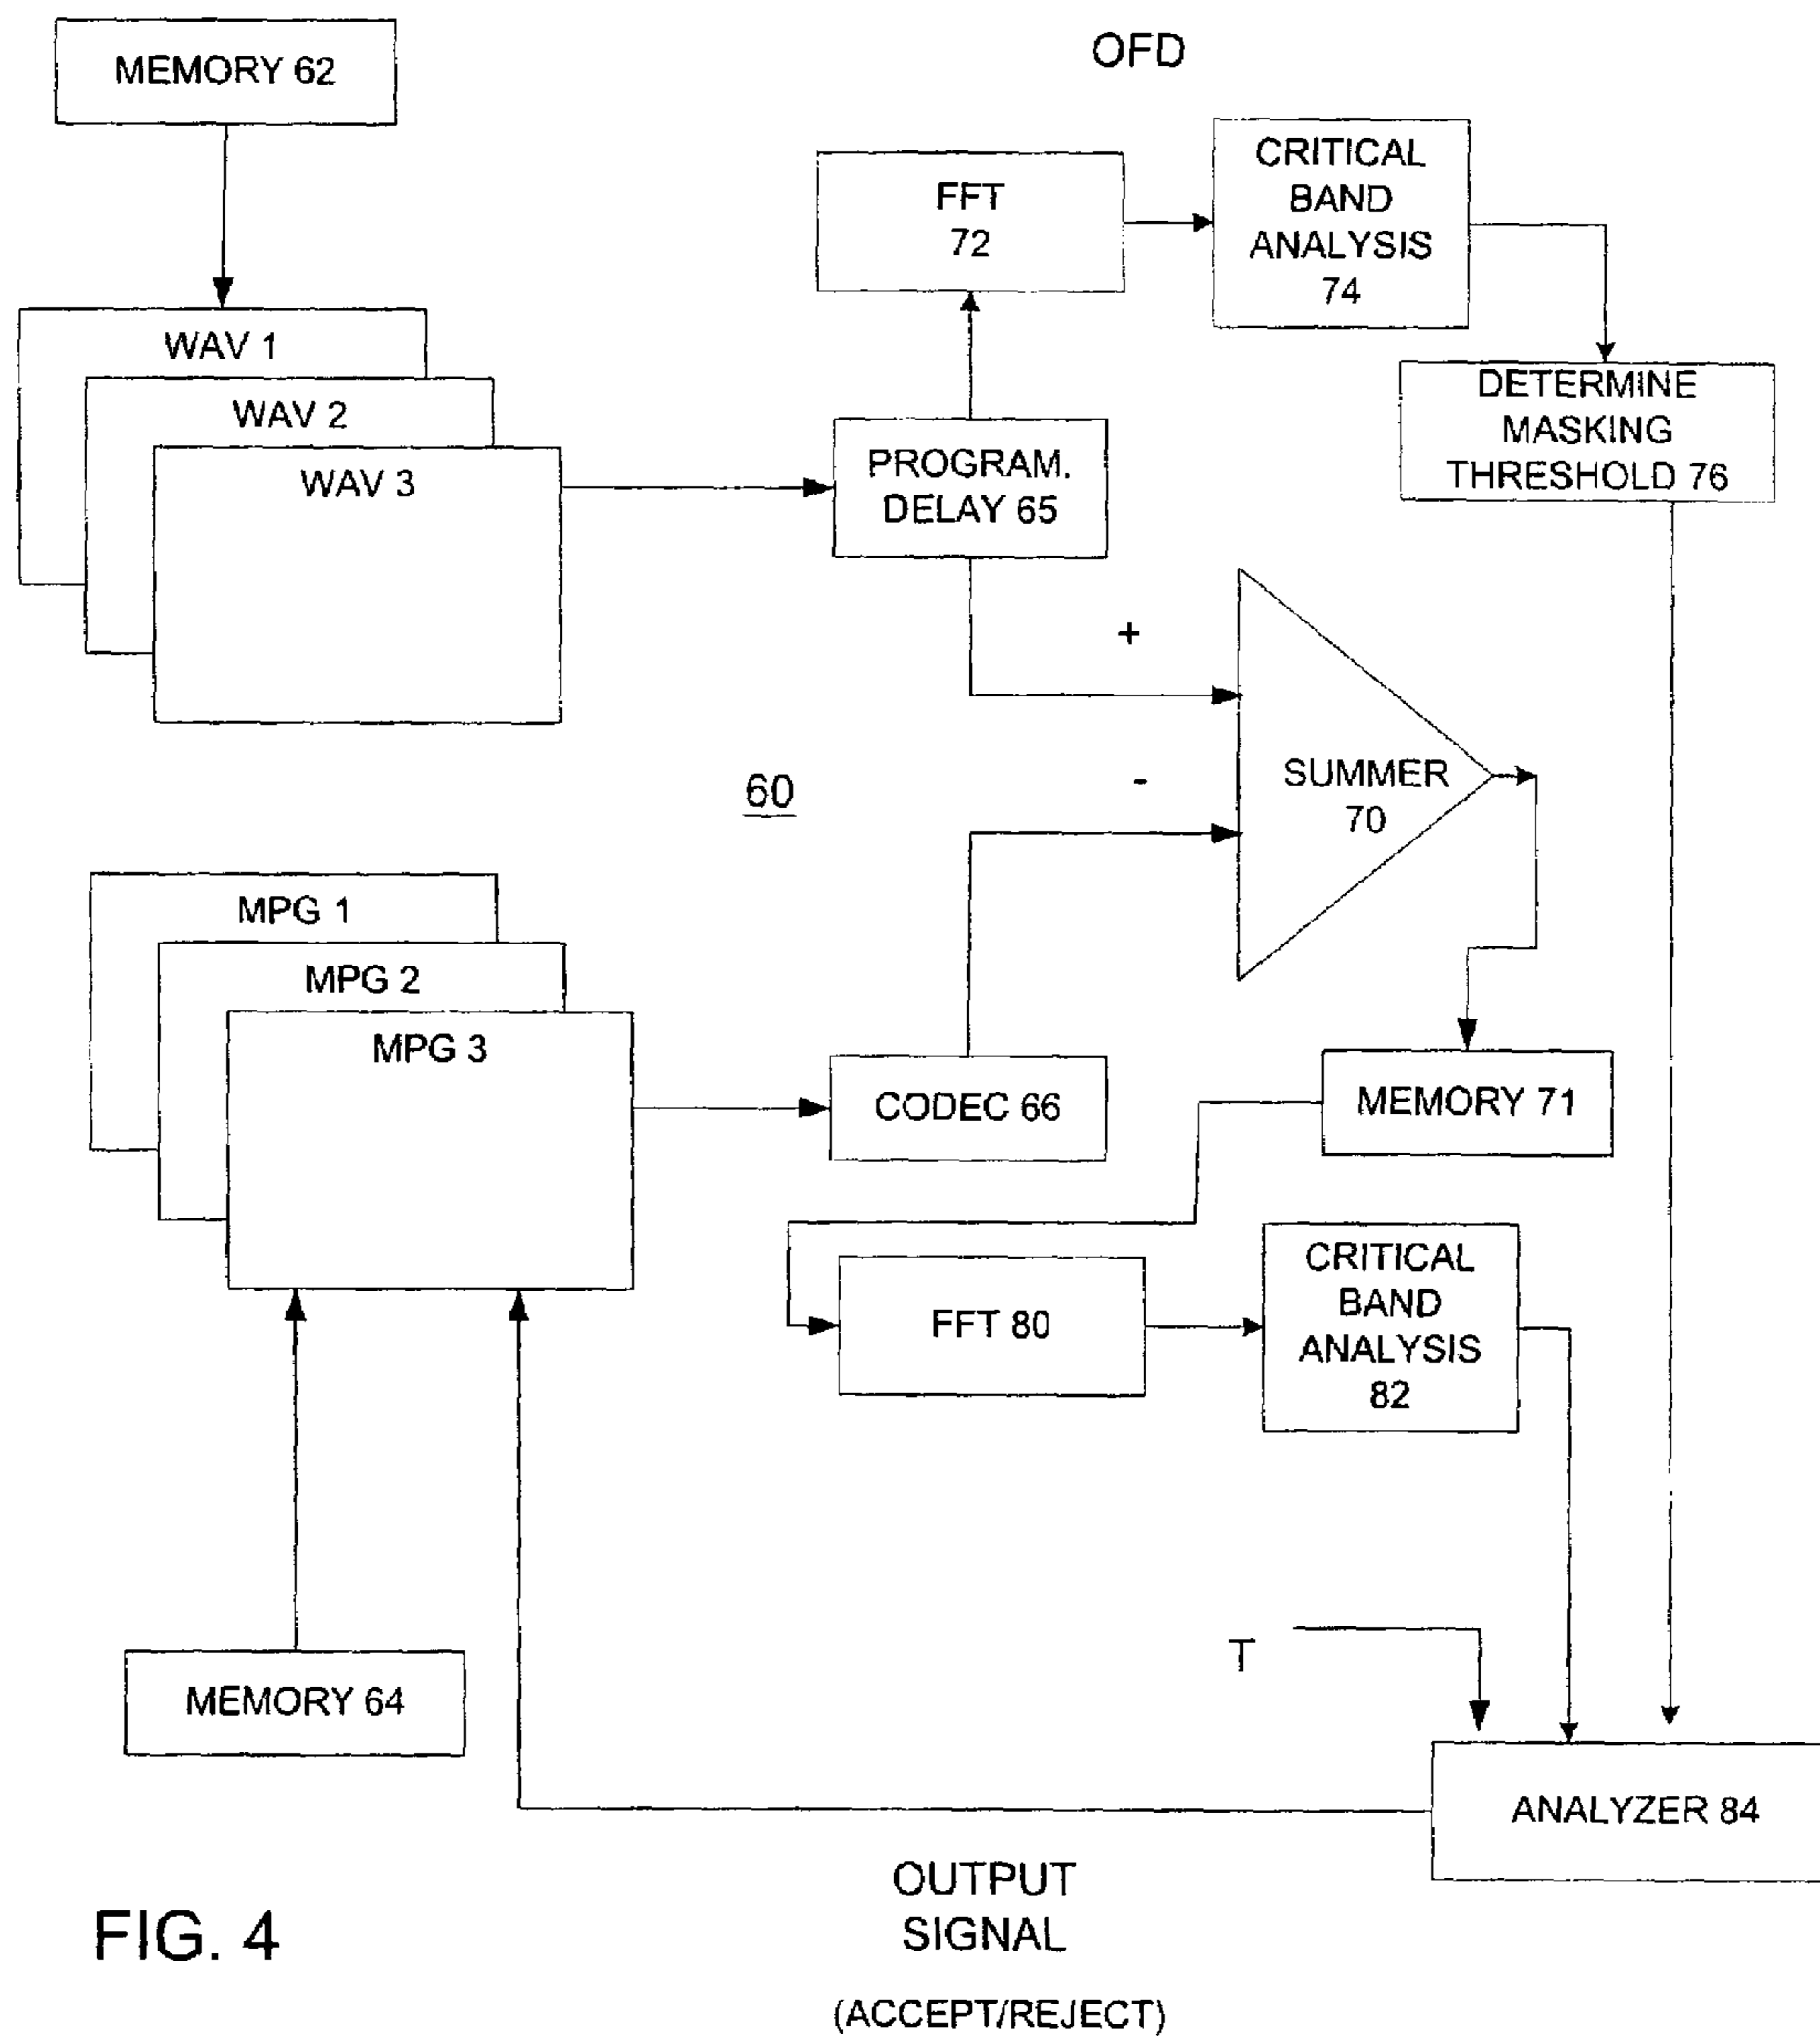 MEMORY 62
OFD
FFT
72
CRITICAL
BAND
ANALYSIS
74
WAV 1
WAV 2
WAV 3
DETERMINE
MASKING
THRESHOLD 76
PROGRAM.
DELAY 65
+
-
SUMMER
70
60
MPG 1
MPG 2
MPG 3
CODEC 66
MEMORY 71
FFT 80
CRITICAL
BAND
ANALYSIS
82
MEMORY 64
T
ANALYZER 84
OUTPUT
SIGNAL
(ACCEPT/REJECT)
FIG. 4